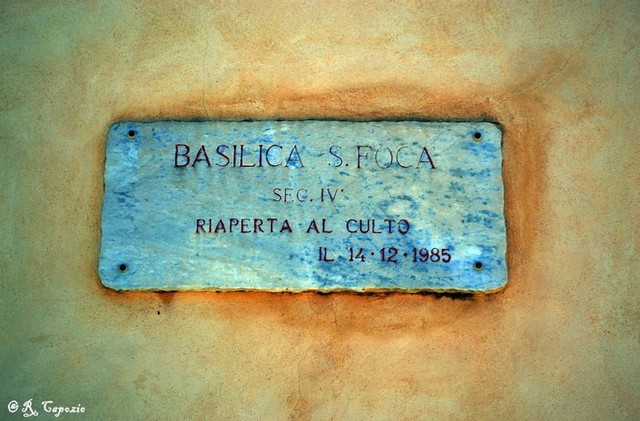 BASILICA S. FOCA
SEC. IV°
RIAPERTA AL CULTO
IL 14·12·1985
© R. Capozio